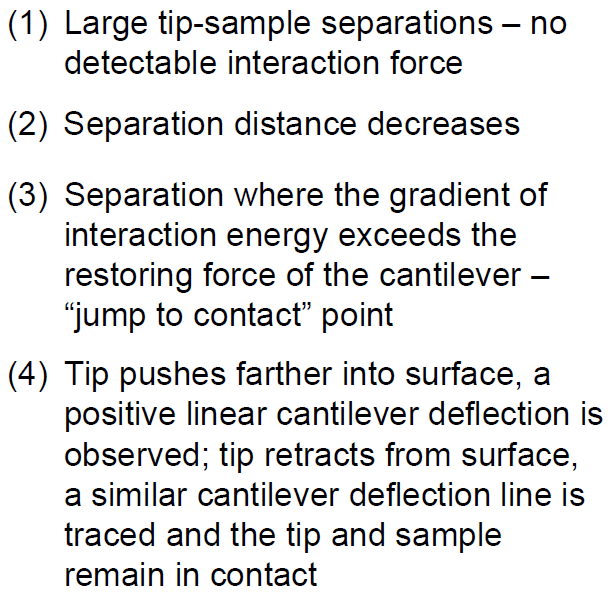 (1) Large tip-sample separations – no
detectable interaction force
(2) Separation distance decreases
(3) Separation where the gradient of
interaction energy exceeds the
restoring force of the cantilever –
“jump to contact” point
(4) Tip pushes farther into surface, a
positive linear cantilever deflection is
observed; tip retracts from surface,
a similar cantilever deflection line is
traced and the tip and sample
remain in contact